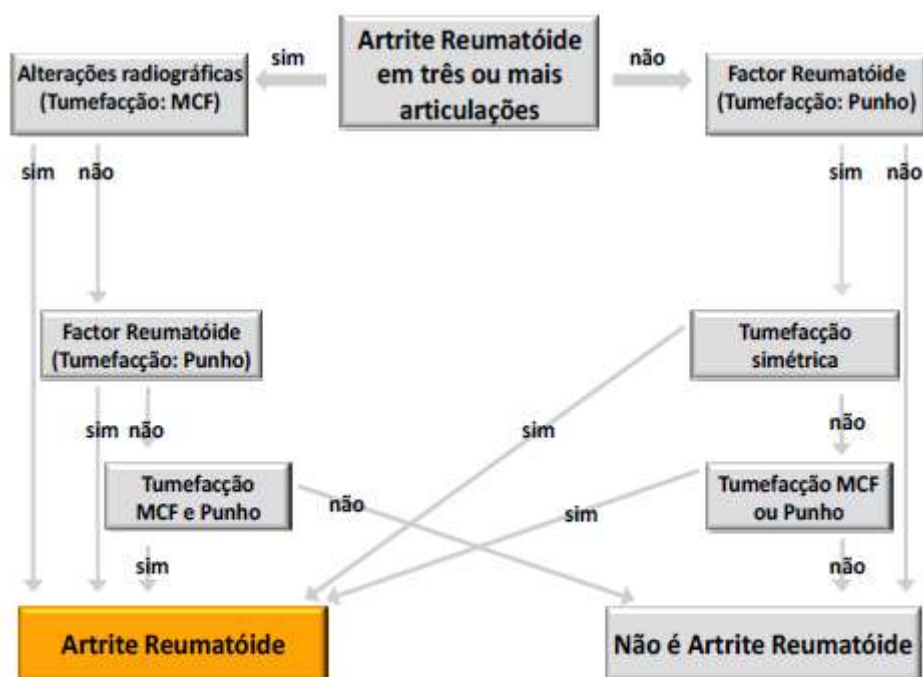 Artrite Reumatóide
em três ou mais
articulações
sim
não
Alterações radiográficas
(Tumefacção: MCF)
Factor Reumatóide
(Tumefacção: Punho)
sim
não
sim
não
Factor Reumatóide
(Tumefacção: Punho)
Tumefacção
simétrica
sim
não
sim
não
Tumefacção
MCF e Punho
Tumefacção MCF
ou Punho
não
sim
sim
não
Artrite Reumatóide
Não é Artrite Reumatóide